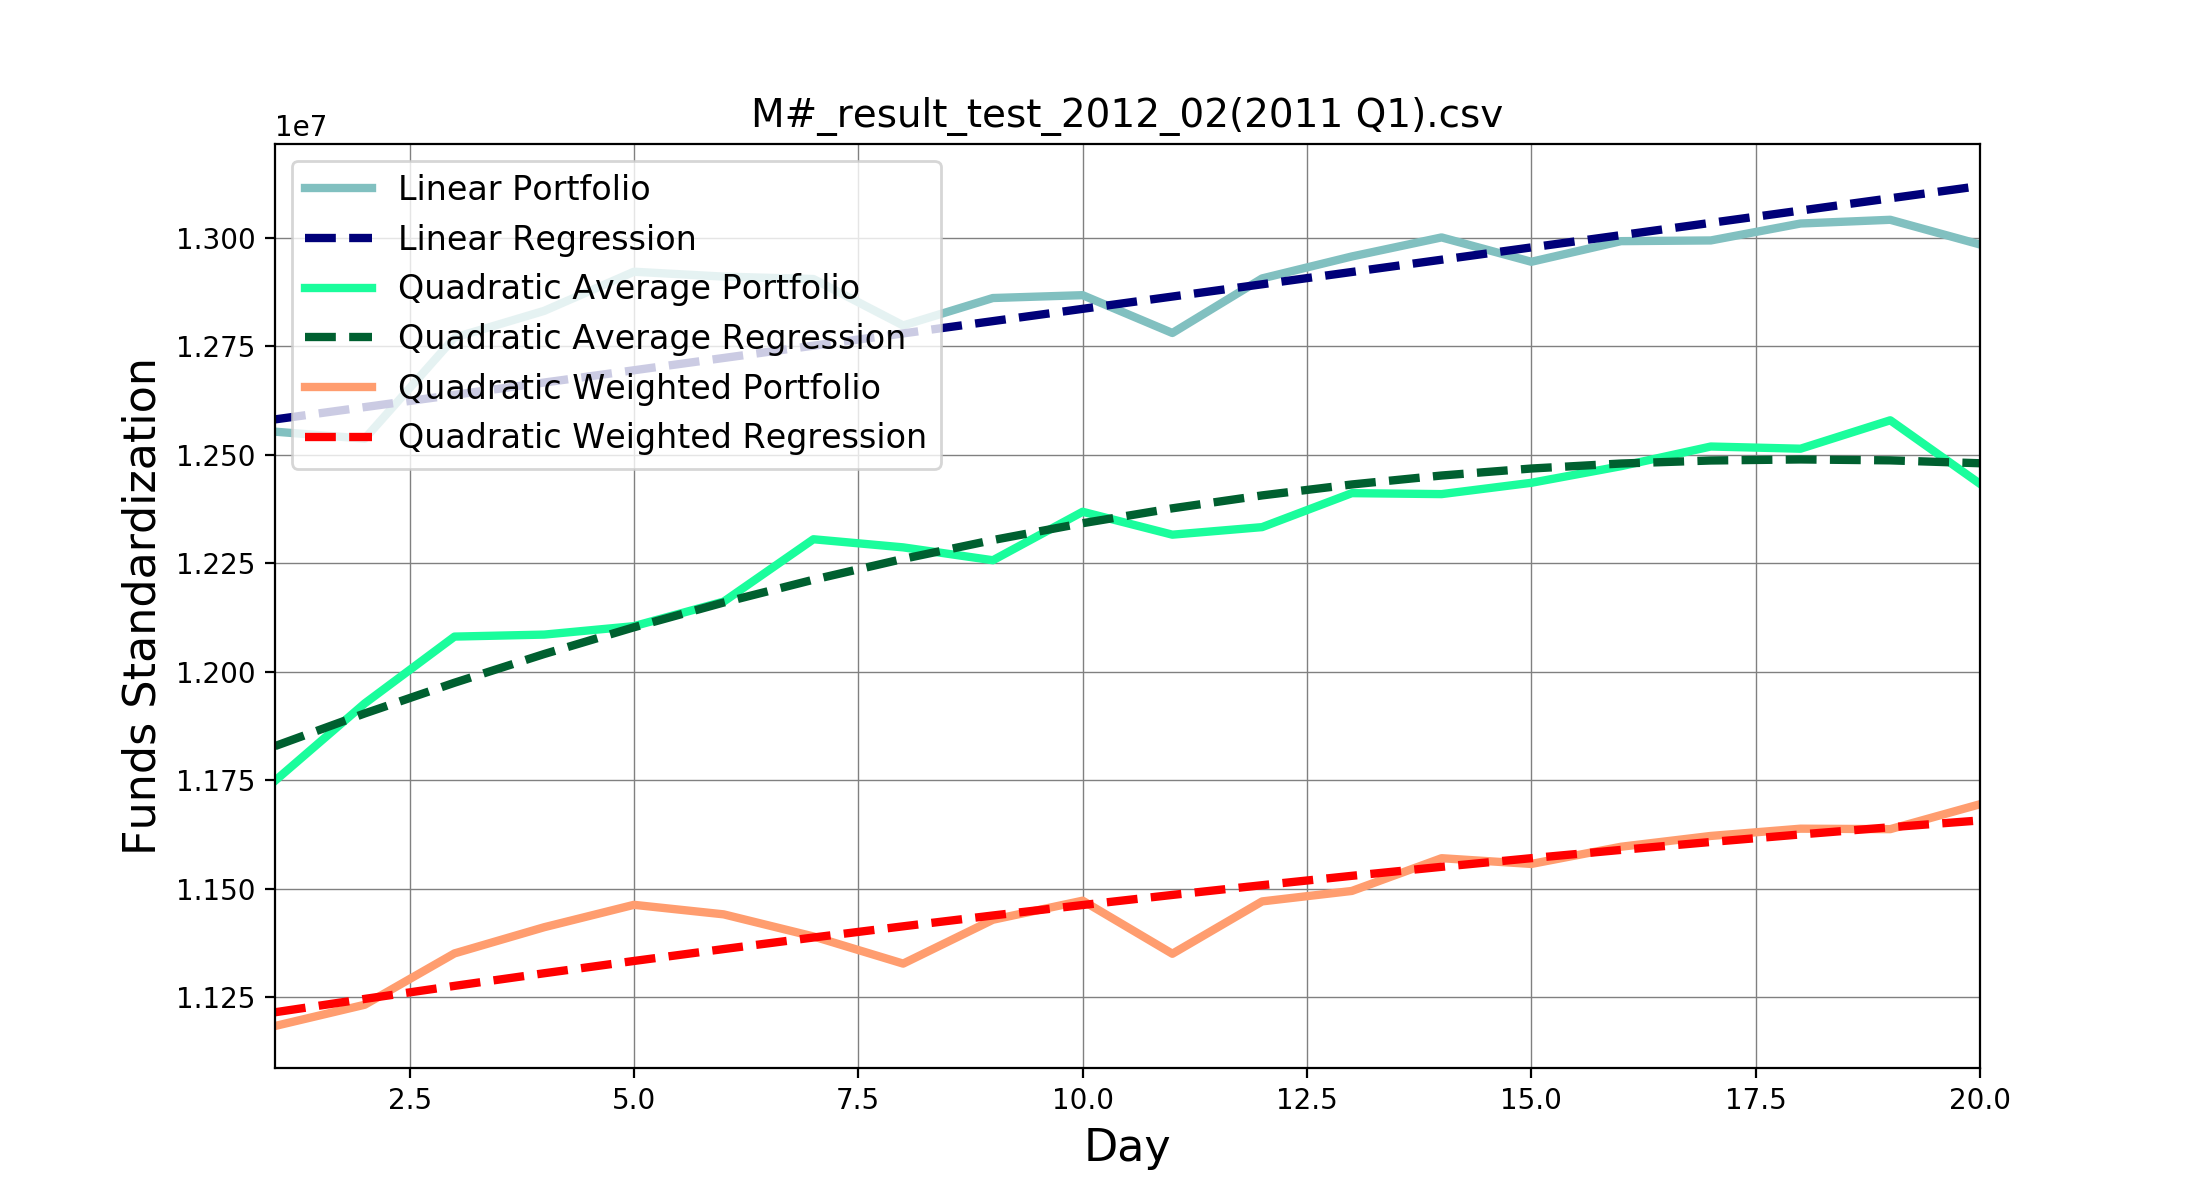 M#_result_test_2012_02(2011 Q1).csv
1e7
Linear Portfolio
Linear Regression
Quadratic Average Portfolio
Quadratic Average Regression
Quadratic Weighted Portfolio
Quadratic Weighted Regression
1.300
1.275
1.250
1.225
1.200
1.175
1.150
1.125
Funds Standardization
2.5 5.0 7.5 10.0 12.5 15.0 17.5 20.0
Day